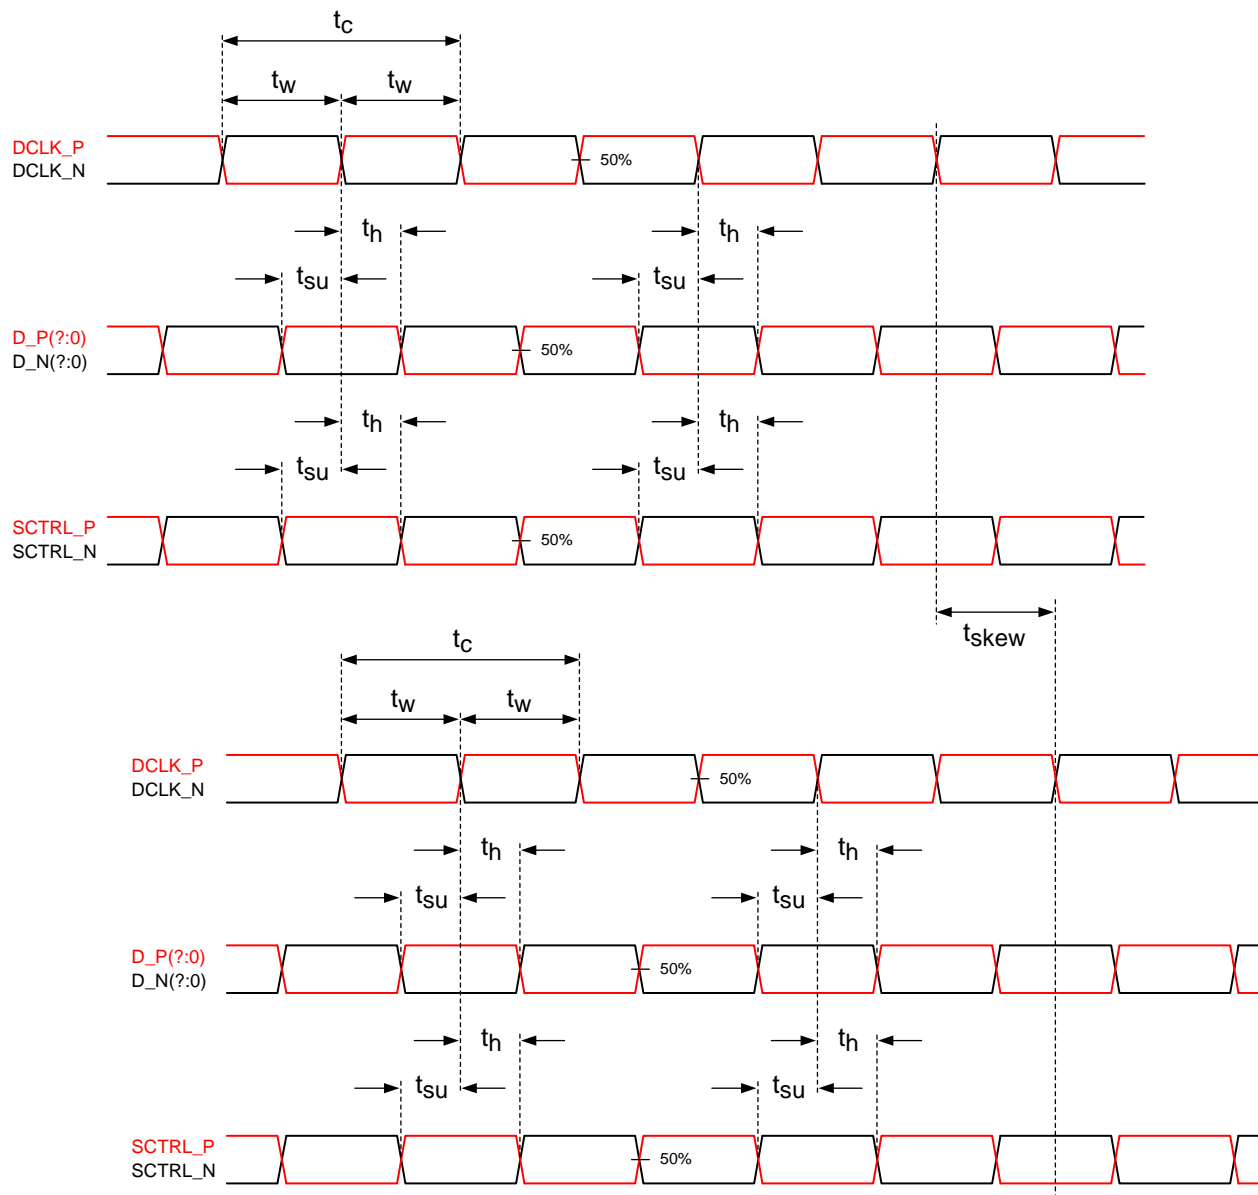 tc
tw tw
DCLK_P
DCLK_N
50%
th th
tsu tsu
D_P(?:0)
D_N(?:0)
50%
th th
tsu tsu
SCTRL_P
SCTRL_N
50%
tskew
tc
tw tw
DCLK_P
DCLK_N
50%
th th
tsu tsu
D_P(?:0)
D_N(?:0)
50%
th th
tsu tsu
SCTRL_P
SCTRL_N
50%